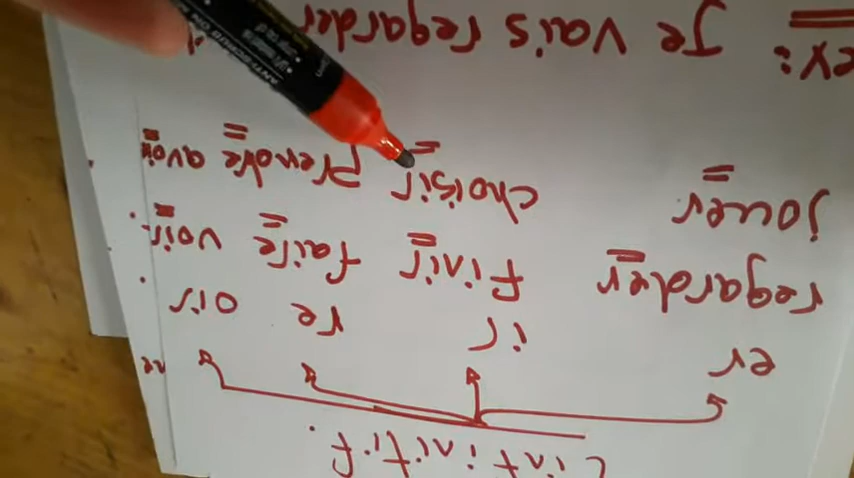 L'infinitif.
er ir re oir
regarder finir faire voir
jouer choisir prendre avoir
ex: Je vais regarder